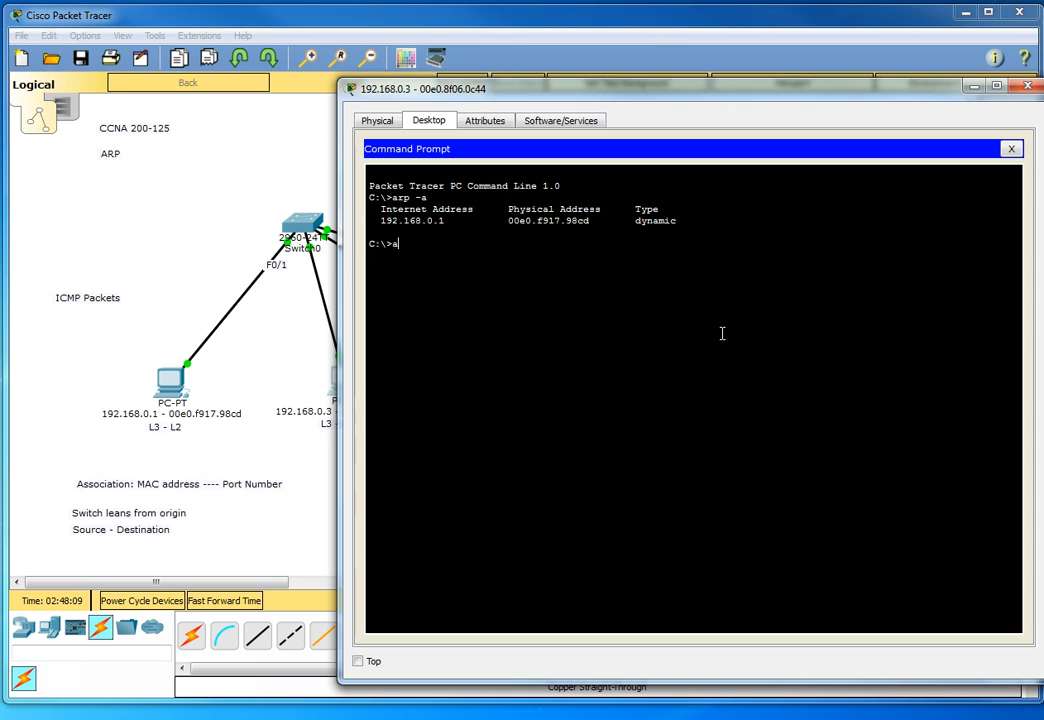 Cisco Packet Tracer
File Edit Options View Tools Extensions Help
Logical
Back
CCNA 200-125
ARP
Switch0
F0/1
ICMP Packets
PC-PT
192.168.0.1 - 00e0.f917.98cd
L3 - L2
192.168.0.3 -
L3
Association: MAC address ---- Port Number
Switch leans from origin
Source - Destination
Time: 02:48:09
Power Cycle Devices Fast Forward Time
192.168.0.3 - 00e0.8f06.0c44
Physical Desktop Attributes Software/Services
Command Prompt
X
Packet Tracer PC Command Line 1.0
C:\>arp -a
Internet Address Physical Address Type
192.168.0.1 00e0.f917.98cd dynamic
C:\>a
Top
Copper Straight-Through